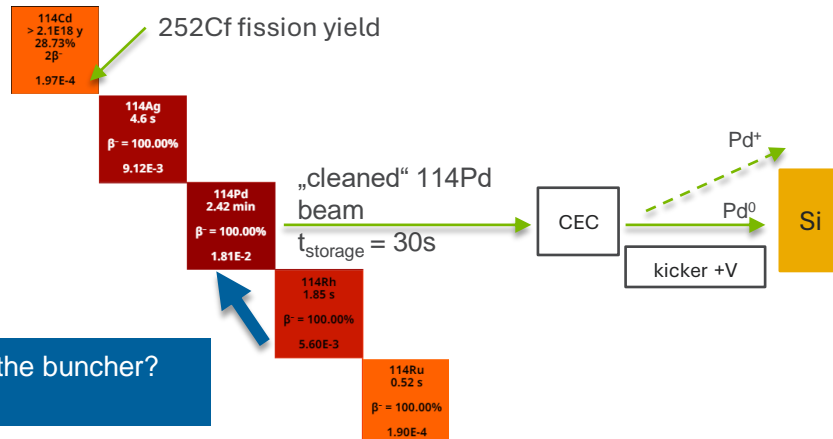 114Cd
> 2.1E18 y
28.73%
2β⁻
1.97E-4
252Cf fission yield
114Ag
4.6 s
β⁻ = 100.00%
9.12E-3
114Pd
2.42 min
β⁻ = 100.00%
1.81E-2
„cleaned“ 114Pd
beam
t_storage = 30s
CEC
Pd⁺
Pd⁰
Si
kicker +V
114Rh
1.85 s
β⁻ = 100.00%
5.60E-3
the buncher?
114Ru
0.52 s
β⁻ = 100.00%
1.90E-4